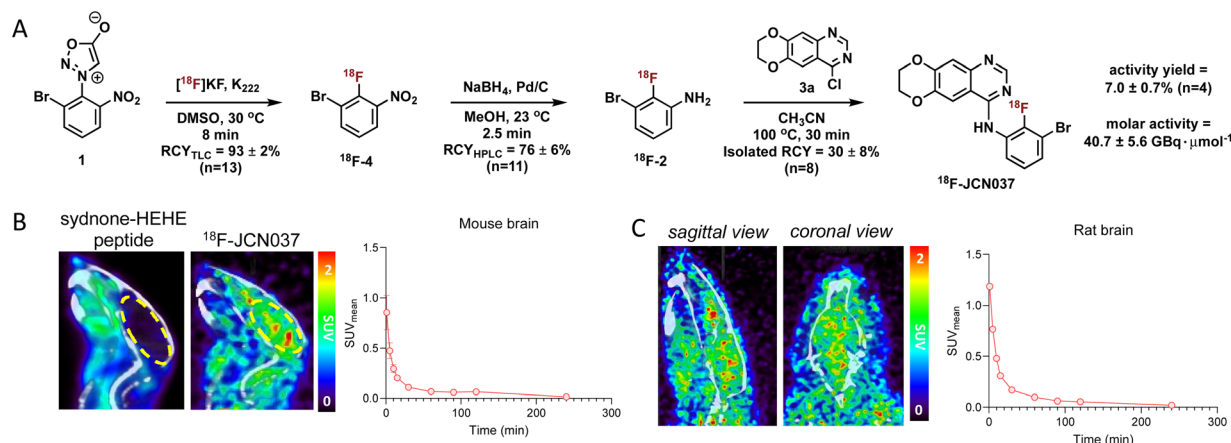 A
O⊖
O
N
N
N
⊕
Br
NO₂
1
[¹⁸F]KF, K₂₂₂
DMSO, 30 °C
8 min
RCY_TLC = 93 ± 2%
(n=13)
¹⁸F
Br
NO₂
¹⁸F-4
NaBH₄, Pd/C
MeOH, 23 °C
2.5 min
RCY_HPLC = 76 ± 6%
(n=11)
¹⁸F
Br
NH₂
¹⁸F-2
O
O
N
N
Cl
3a
CH₃CN
100 °C, 30 min
Isolated RCY = 30 ± 8%
(n=8)
O
O
N
N
¹⁸F
HN
Br
¹⁸F-JCN037
activity yield =
7.0 ± 0.7% (n=4)
molar activity =
40.7 ± 5.6 GBq·μmol⁻¹
B
sydnone-HEHE
peptide
¹⁸F-JCN037
2
SUV
0
Mouse brain
SUV_mean
1.5
1.0
0.5
0.0
0
100
200
300
Time (min)
C
sagittal view
coronal view
2
SUV
0
Rat brain
SUV_mean
1.5
1.0
0.5
0.0
0
100
200
300
Time (min)